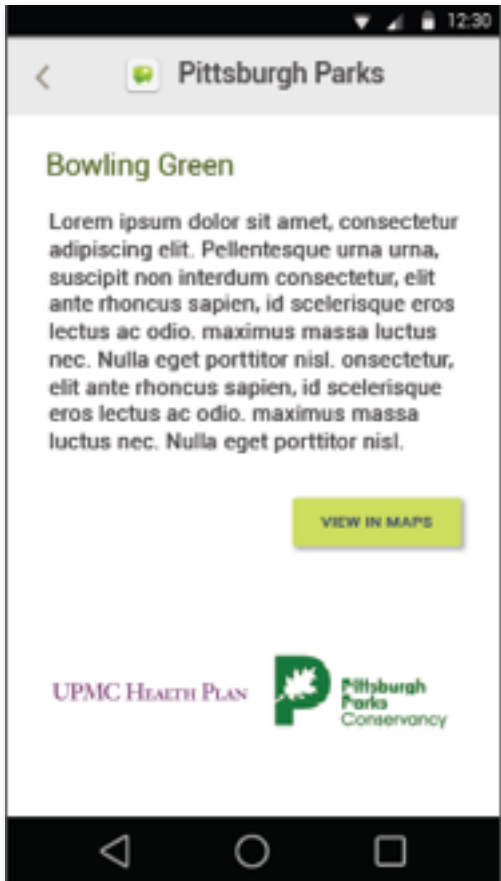 12:30
Pittsburgh Parks
Bowling Green
Lorem ipsum dolor sit amet, consectetur
adipiscing elit. Pellentesque urna urna,
suscipit non interdum consectetur, elit
ante rhoncus sapien, id scelerisque eros
lectus ac odio. maximus massa luctus
nec. Nulla eget porttitor nisl. onsectetur,
elit ante rhoncus sapien, id scelerisque
eros lectus ac odio. maximus massa
luctus nec. Nulla eget porttitor nisl.
VIEW IN MAPS
UPMC HEALTH PLAN
P
Pittsburgh
Parks
Conservancy